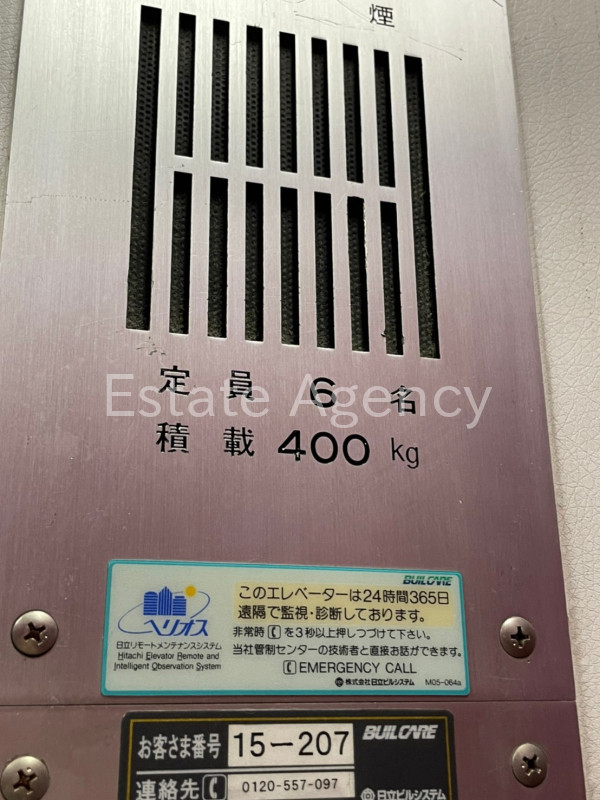 煙
定員 6 名
Estate Agency
積載 400 kg
BUILCARE
このエレベーターは24時間365日
遠隔で監視・診断しております。
ヘリオス
非常時 を3秒以上押しつづけて下さい。
日立リモートメンテナンスシステム
当社管制センターの技術者と直接お話ができます。
Hitachi Elevator Remote and
Intelligent Observation System
EMERGENCY CALL
株式会社日立ビルシステム M05-064a
お客さま番号 15-207 BUILCARE
連絡先 0120-557-097 日立ビルシステム